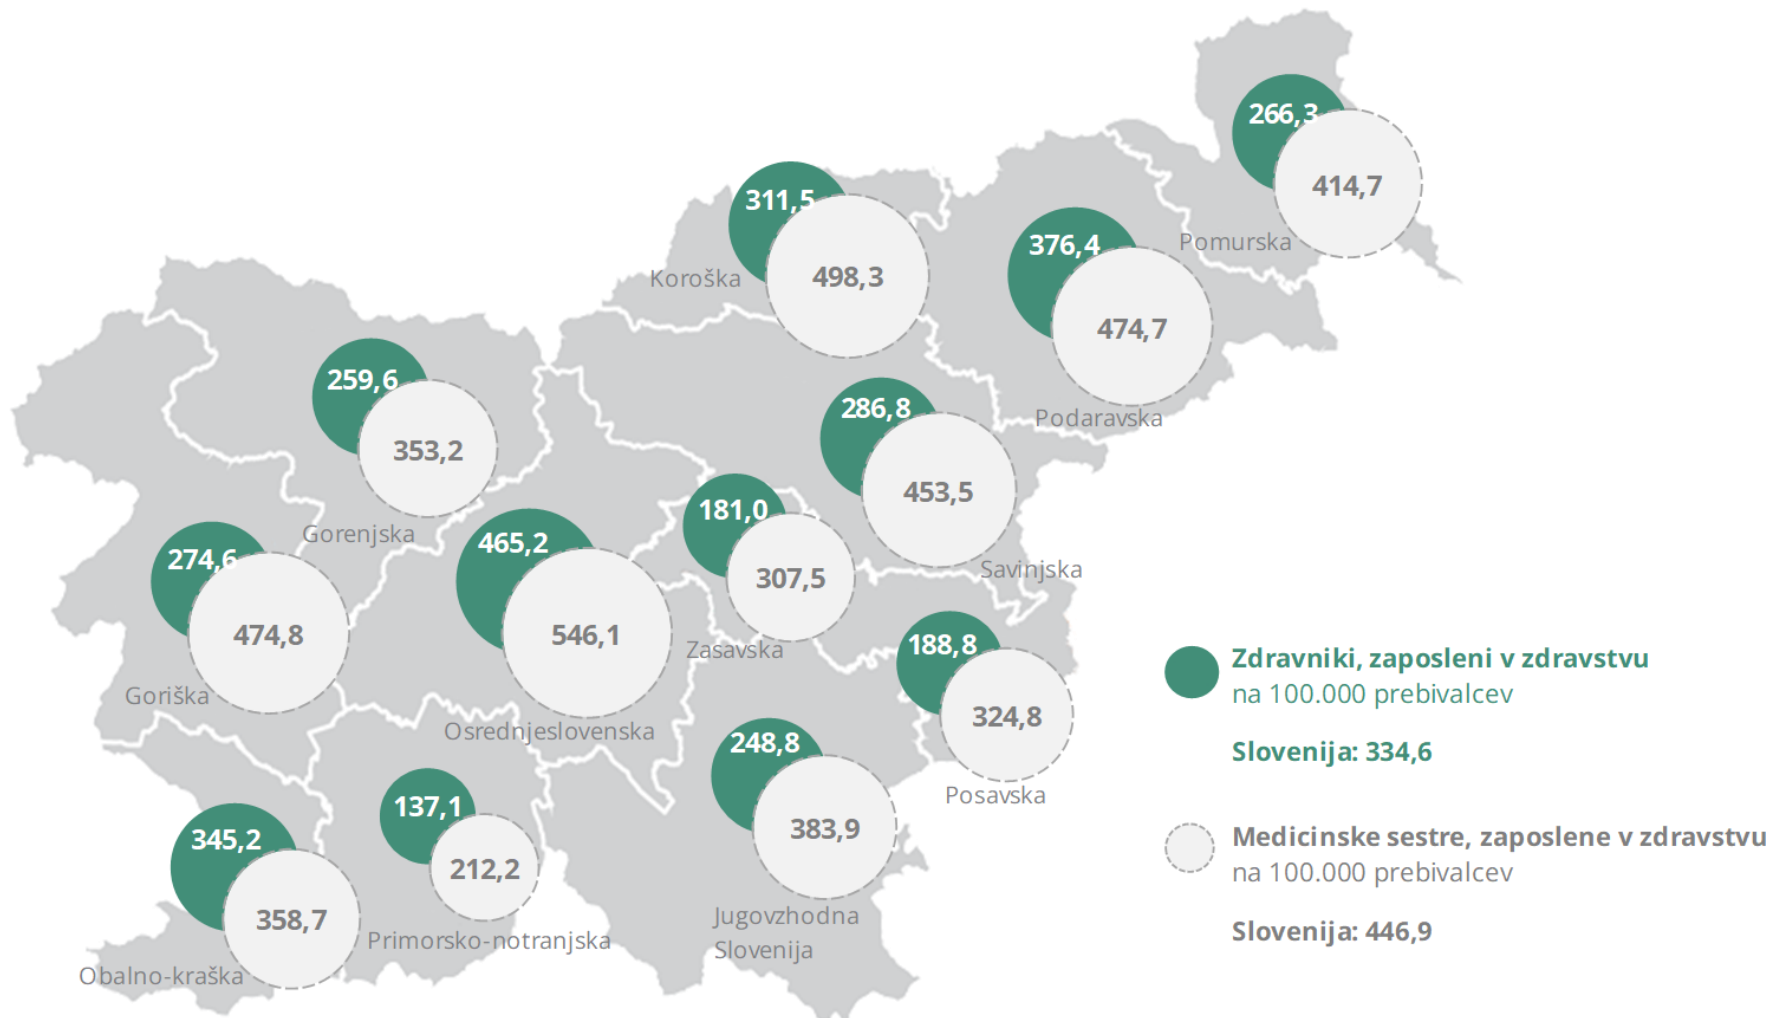 266,3
414,7
Pomurska
311,5
498,3
Koroška
376,4
474,7
Podaravska
259,6
353,2
Gorenjska
286,8
453,5
Savinjska
181,0
307,5
Zasavska
274,6
474,8
Goriška
465,2
546,1
Osrednjeslovenska
188,8
324,8
Posavska
248,8
383,9
Jugovzhodna
Slovenija
137,1
212,2
Primorsko-notranjska
345,2
358,7
Obalno-kraška
Zdravniki, zaposleni v zdravstvu
na 100.000 prebivalcev
Slovenija: 334,6
Medicinske sestre, zaposlene v zdravstvu
na 100.000 prebivalcev
Slovenija: 446,9